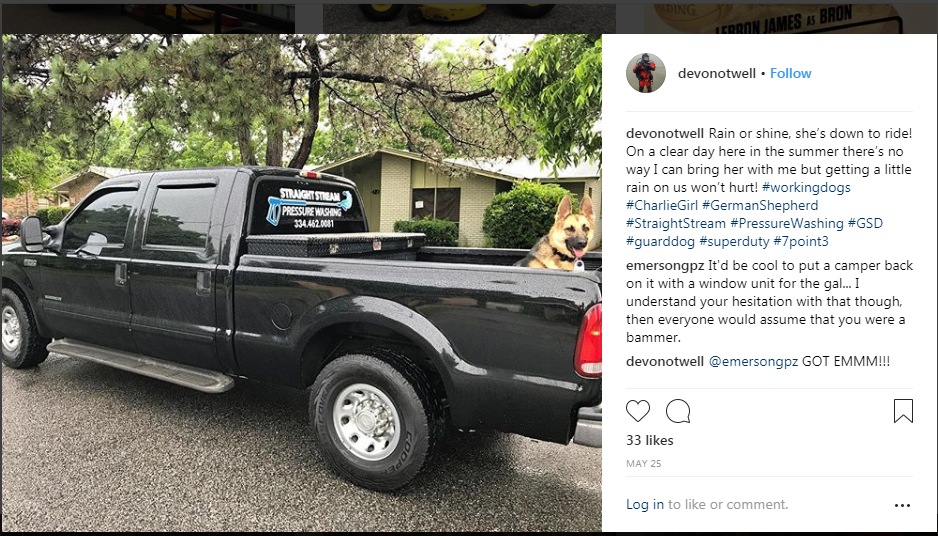 LEBRON JAMES AS BRON
STRAIGHT STREAM
PRESSURE WASHING
334.462.0081
COOPER
devonotwell • Follow
devonotwell Rain or shine, she's down to ride!
On a clear day here in the summer there's no
way I can bring her with me but getting a little
rain on us won't hurt! #workingdogs
#CharlieGirl #GermanShepherd
#StraightStream #PressureWashing #GSD
#guarddog #superduty #7point3
emersongpz It'd be cool to put a camper back
on it with a window unit for the gal... I
understand your hesitation with that though,
then everyone would assume that you were a
bammer.
devonotwell @emersongpz GOT EMMM!!!
33 likes
MAY 25
Log in to like or comment.